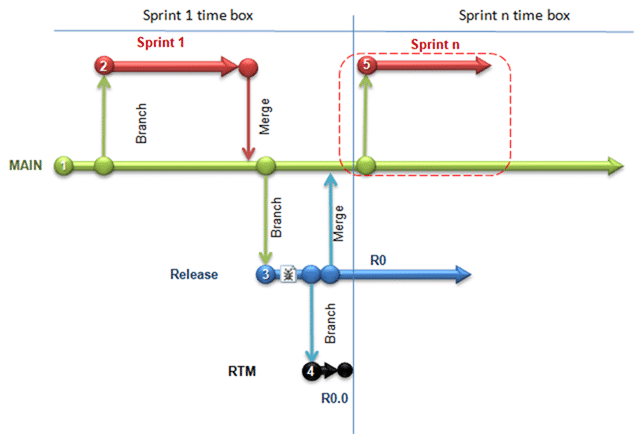 Sprint 1 time box
Sprint n time box
Sprint 1
Sprint n
2
5
Branch
Merge
MAIN
1
Branch
Merge
Release
3
R0
Branch
RTM
4
R0.0